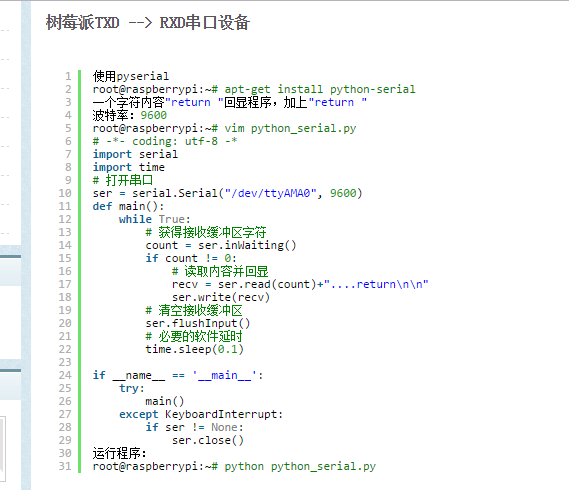 树莓派TXD --> RXD串口设备
1 使用pyserial
2 root@raspberrypi:~# apt-get install python-serial
3 一个字符内容"return "回显程序，加上"return "
4 波特率：9600
5 root@raspberrypi:~# vim python_serial.py
6 # -*- coding: utf-8 -*
7 import serial
8 import time
9 # 打开串口
10 ser = serial.Serial("/dev/ttyAMA0", 9600)
11 def main():
12     while True:
13         # 获得接收缓冲区字符
14         count = ser.inWaiting()
15         if count != 0:
16             # 读取内容并回显
17             recv = ser.read(count)+"....return\n\n"
18             ser.write(recv)
19         # 清空接收缓冲区
20         ser.flushInput()
21         # 必要的软件延时
22         time.sleep(0.1)
23
24 if __name__ == '__main__':
25     try:
26         main()
27     except KeyboardInterrupt:
28         if ser != None:
29             ser.close()
30 运行程序：
31 root@raspberrypi:~# python python_serial.py